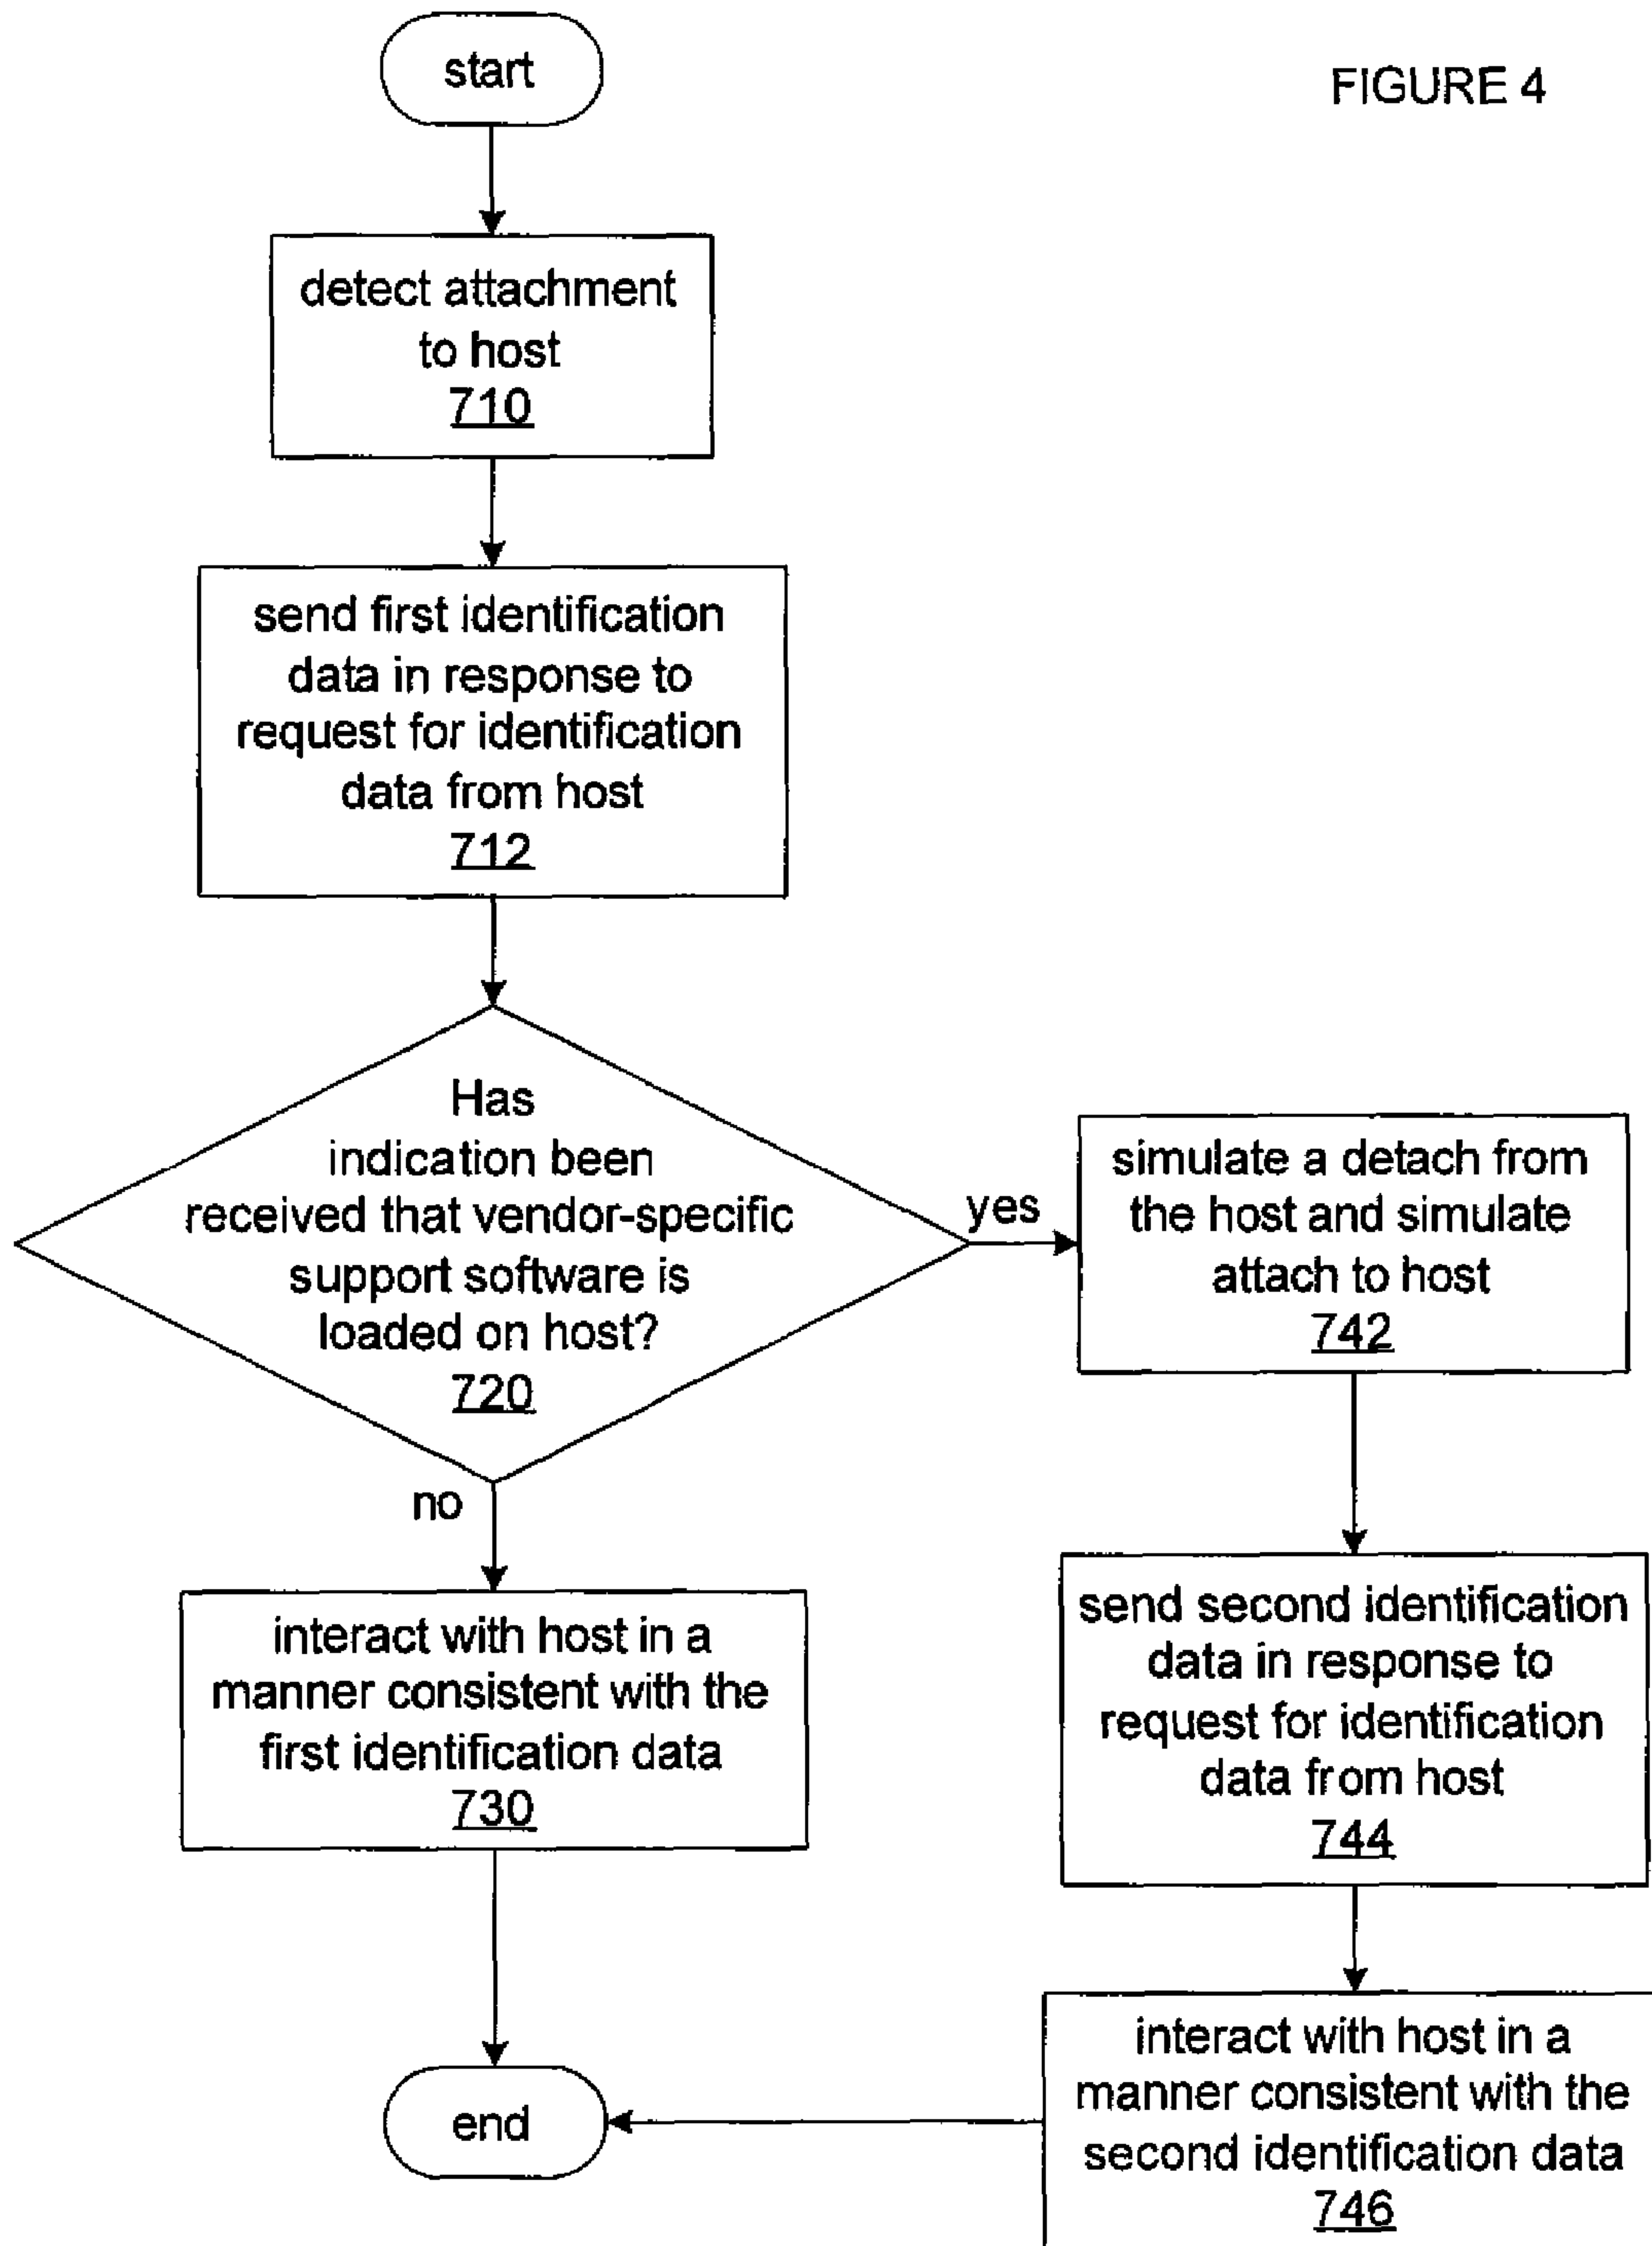 FIGURE 4
start
detect attachment
to host
710
send first identification
data in response to
request for identification
data from host
712
Has
indication been
received that vendor-specific
support software is
loaded on host?
720
yes
no
simulate a detach from
the host and simulate
attach to host
742
interact with host in a
manner consistent with the
first identification data
730
send second identification
data in response to
request for identification
data from host
744
interact with host in a
manner consistent with the
second identification data
746
end